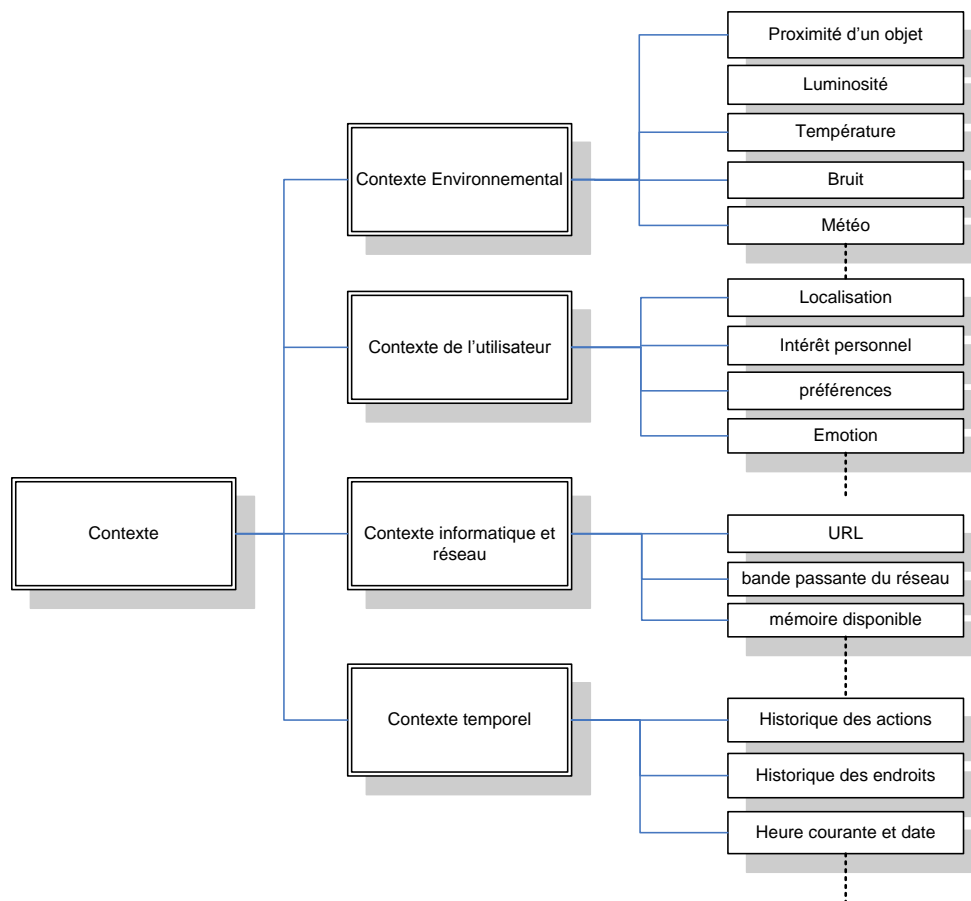 Proximité d'un objet
Luminosité
Température
Contexte Environnemental
Bruit
Météo
Localisation
Contexte de l'utilisateur
Intérêt personnel
préférences
Emotion
Contexte
Contexte informatique et
réseau
URL
bande passante du réseau
mémoire disponible
Contexte temporel
Historique des actions
Historique des endroits
Heure courante et date